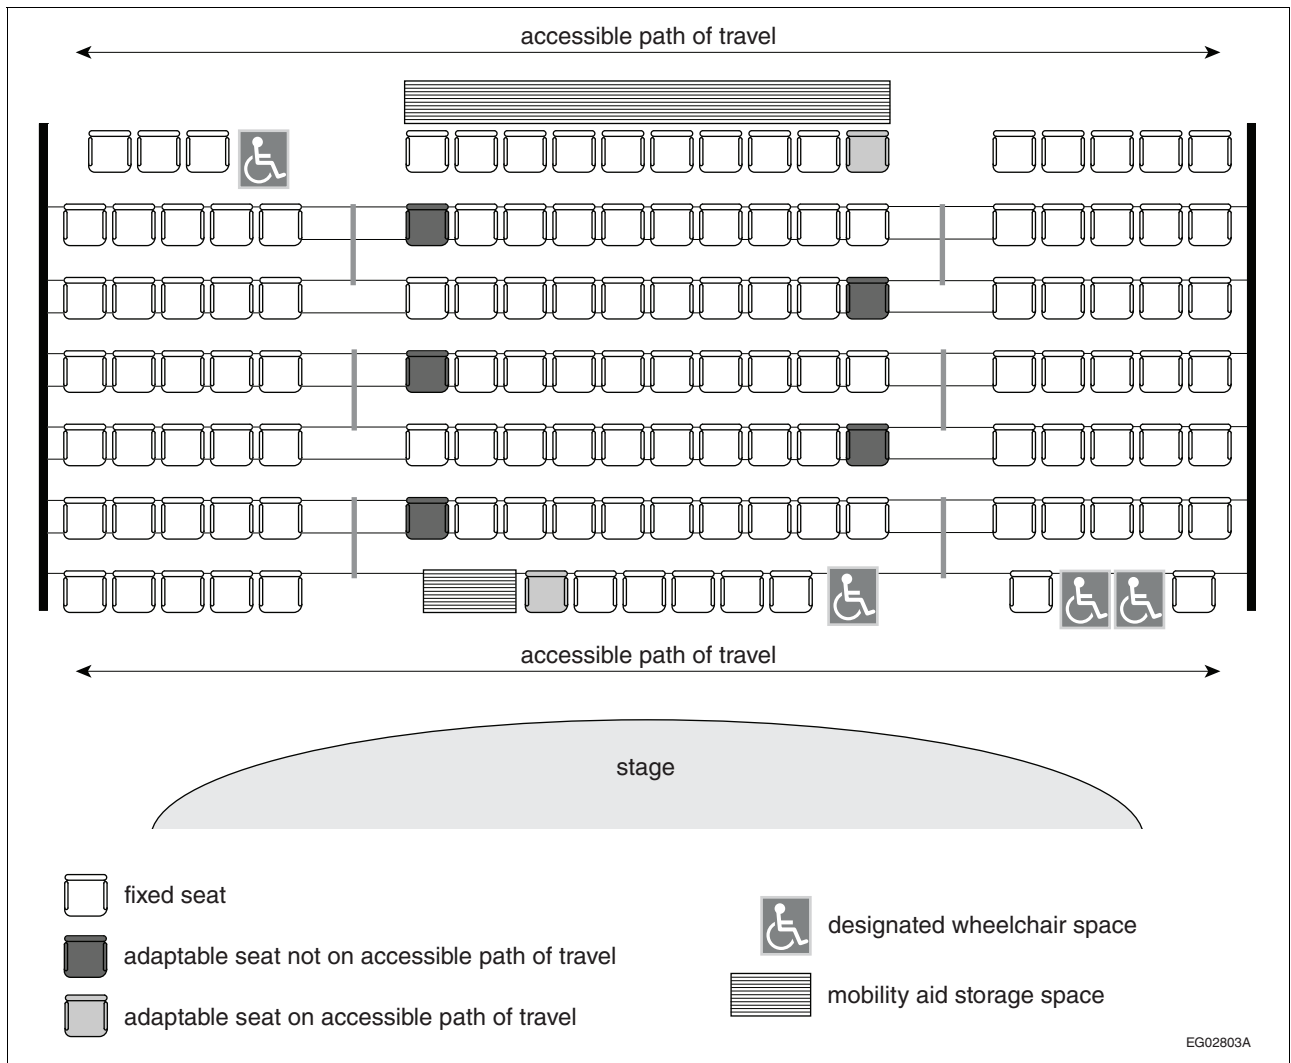 accessible path of travel
accessible path of travel
stage
fixed seat
adaptable seat not on accessible path of travel
adaptable seat on accessible path of travel
designated wheelchair space
mobility aid storage space
EG02803A